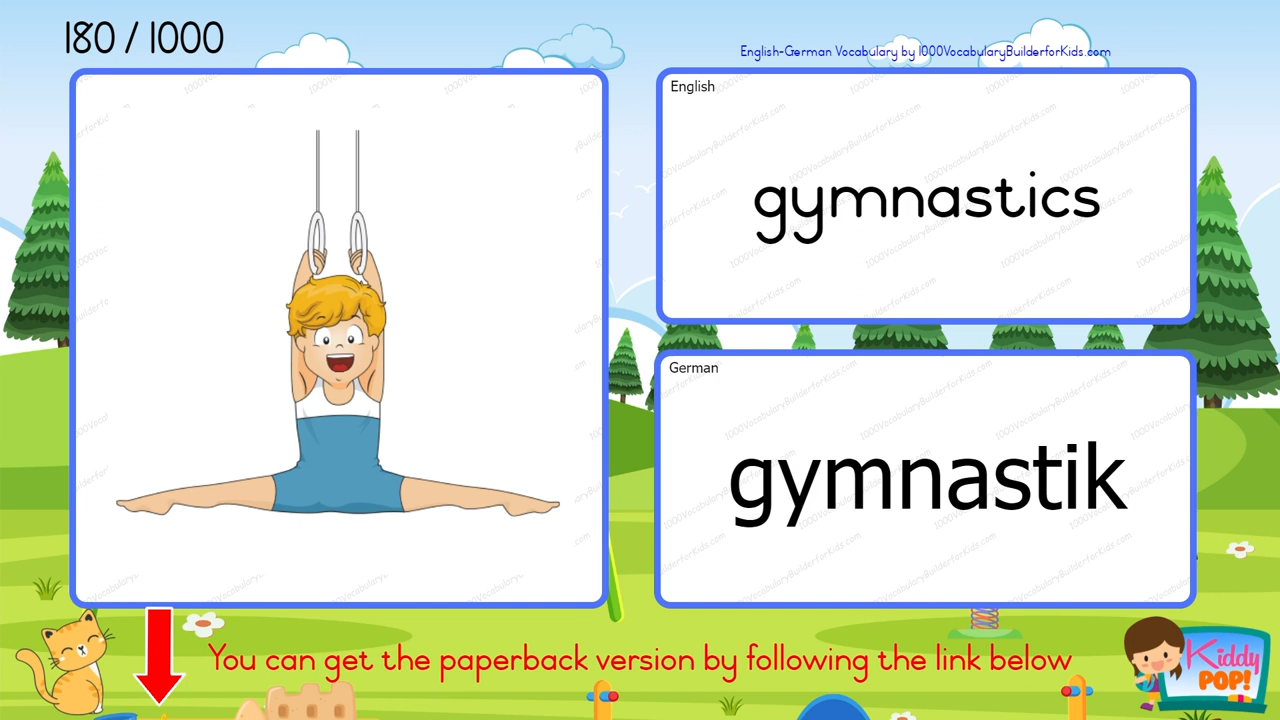 180 / 1000
English-German Vocabulary by 1000VocabularyBuilderforKids.com
English
gymnastics
German
gymnastik
You can get the paperback version by following the link below
Kiddy
POP!